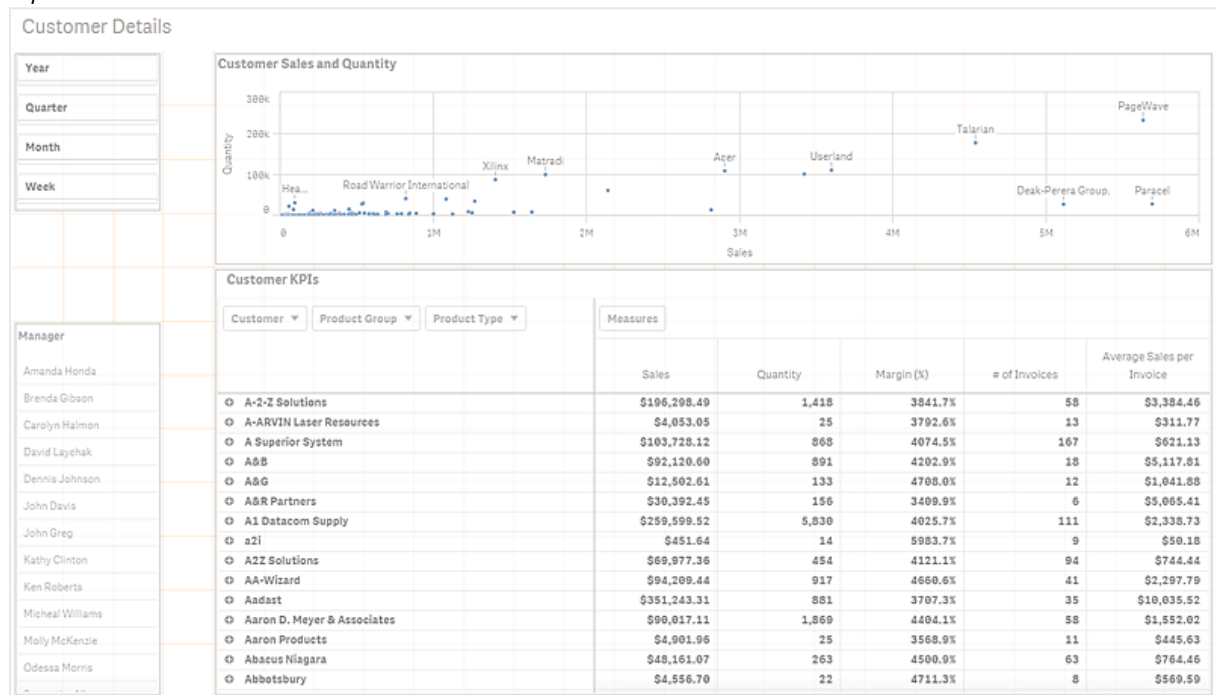 Customer Details
Year
Quarter
Month
Week
Customer Sales and Quantity
300k
200k
100k
0
Quantity
PageWave
Talarian
Acer
Userland
Xilinx
Matradi
Hea...
Road Warrior International
Deak-Perera Group.
Paracel
0 1M 2M 3M 4M 5M 6M
Sales
Manager
Amanda Honda
Brenda Gibson
Carolyn Halmon
David Laychak
Dennis Johnson
John Davis
John Greg
Kathy Clinton
Ken Roberts
Micheal Williams
Molly McKenzie
Odessa Morris
Customer KPIs
Customer Product Group Product Type Measures
Sales Quantity Margin (%) # of Invoices Average Sales per
Invoice
A-2-Z Solutions $196,298.49 1,418 3841.7% 58 $3,384.46
A-ARVIN Laser Resources $4,053.05 25 3792.6% 13 $311.77
A Superior System $103,728.12 868 4074.5% 167 $621.13
A&B $92,120.60 891 4202.9% 18 $5,117.81
A&G $12,502.61 133 4708.0% 12 $1,041.88
A&R Partners $30,392.45 156 3409.9% 6 $5,065.41
A1 Datacom Supply $259,599.52 5,830 4025.7% 111 $2,338.73
a2i $451.64 14 5983.7% 9 $50.18
A2Z Solutions $69,977.36 454 4121.1% 94 $744.44
AA-Wizard $94,209.44 917 4660.6% 41 $2,297.79
Aadast $351,243.31 881 3707.3% 35 $10,035.52
Aaron D. Meyer & Associates $90,017.11 1,869 4404.1% 58 $1,552.02
Aaron Products $4,901.96 25 3568.9% 11 $445.63
Abacus Niagara $48,161.07 263 4500.9% 63 $764.46
Abbotsbury $4,556.70 22 4711.3% 8 $569.59